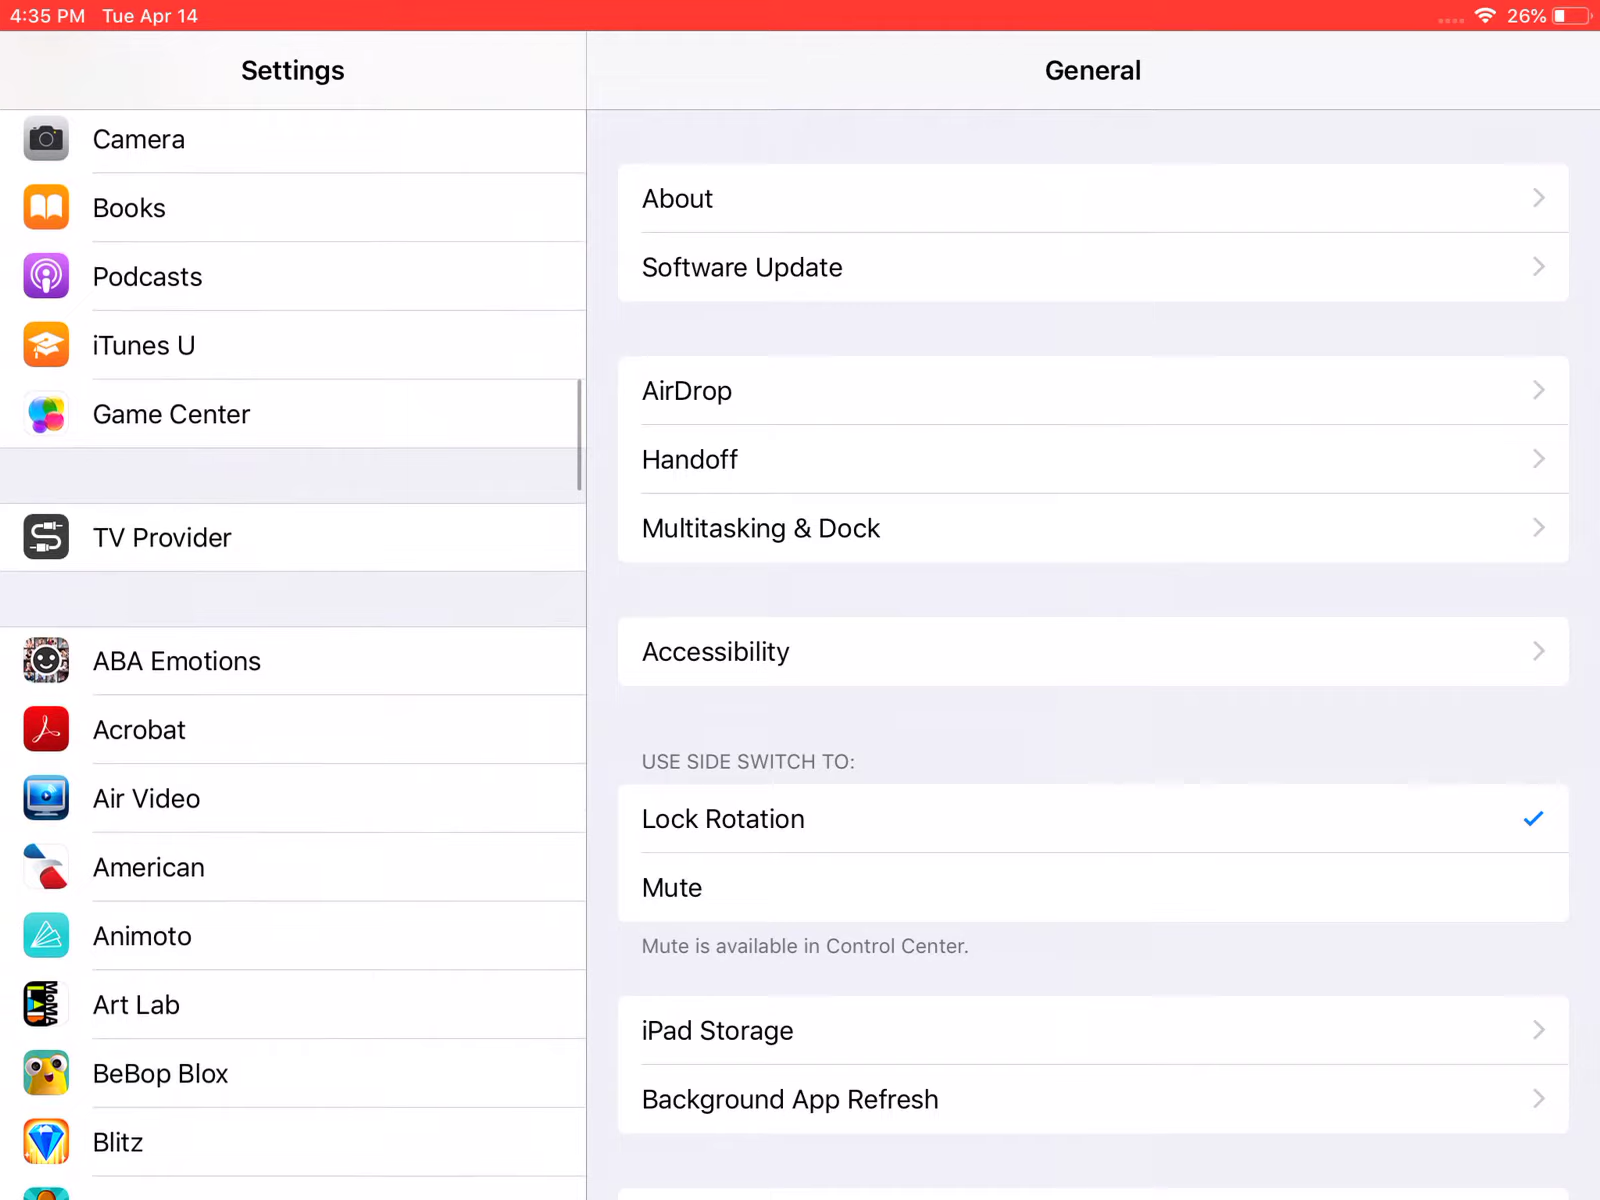 4:35 PM Tue Apr 14
26%
Settings
General
Camera
Books
Podcasts
iTunes U
Game Center
TV Provider
ABA Emotions
Acrobat
Air Video
American
Animoto
MoMA
Art Lab
BeBop Blox
Blitz
About
Software Update
AirDrop
Handoff
Multitasking & Dock
Accessibility
USE SIDE SWITCH TO:
Lock Rotation
Mute
Mute is available in Control Center.
iPad Storage
Background App Refresh